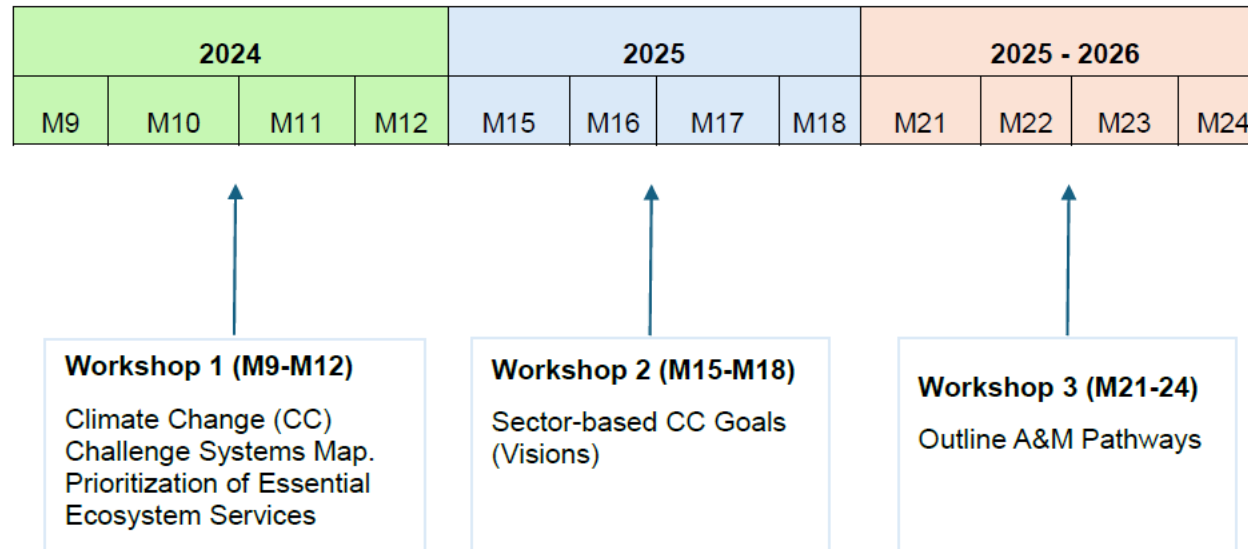 2024 2025 2025 - 2026
M9 M10 M11 M12 M15 M16 M17 M18 M21 M22 M23 M24
Workshop 1 (M9-M12)
Climate Change (CC)
Challenge Systems Map.
Prioritization of Essential
Ecosystem Services
Workshop 2 (M15-M18)
Sector-based CC Goals
(Visions)
Workshop 3 (M21-24)
Outline A&M Pathways